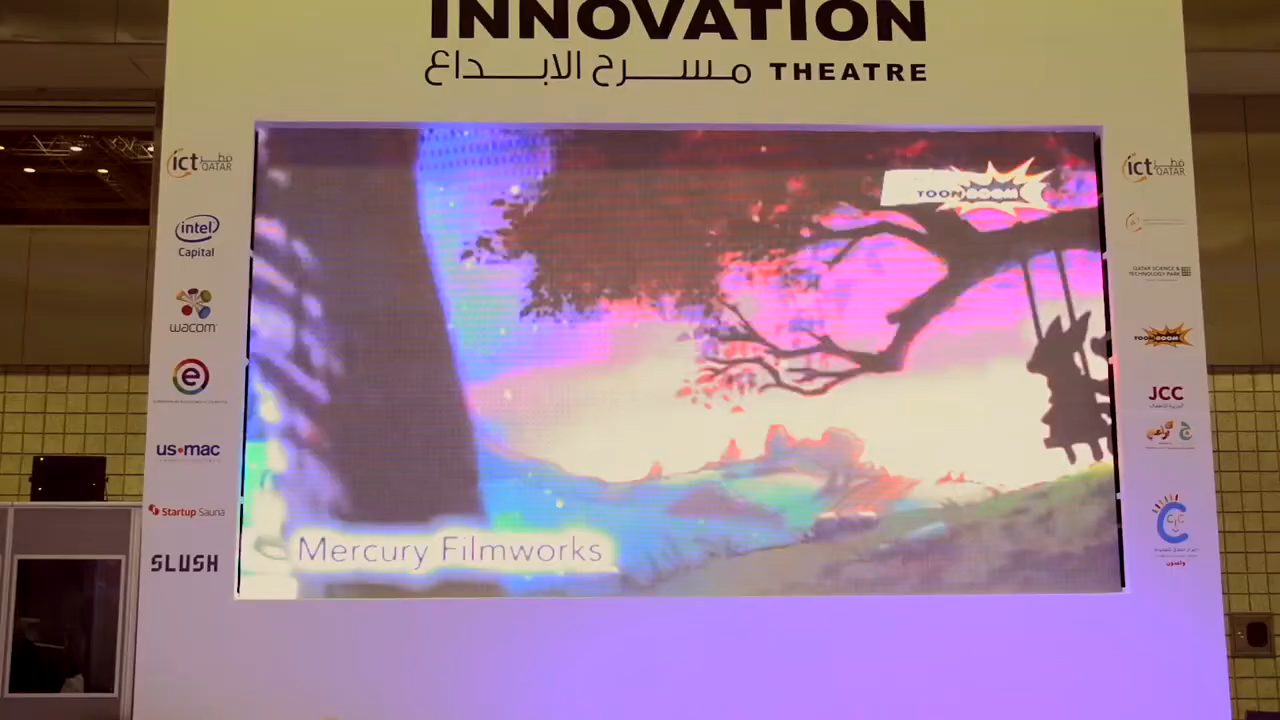 INNOVATION
مسرح الابداع THEATRE
ict قطر QATAR
intel
Capital
wacom
e
us•mac
Startup Sauna
SLUSH
TOON BOOM
Mercury Filmworks
ict قطر QATAR
QATAR SCIENCE &
TECHNOLOGY PARK
TOON BOOM
JCC
براعم
ج